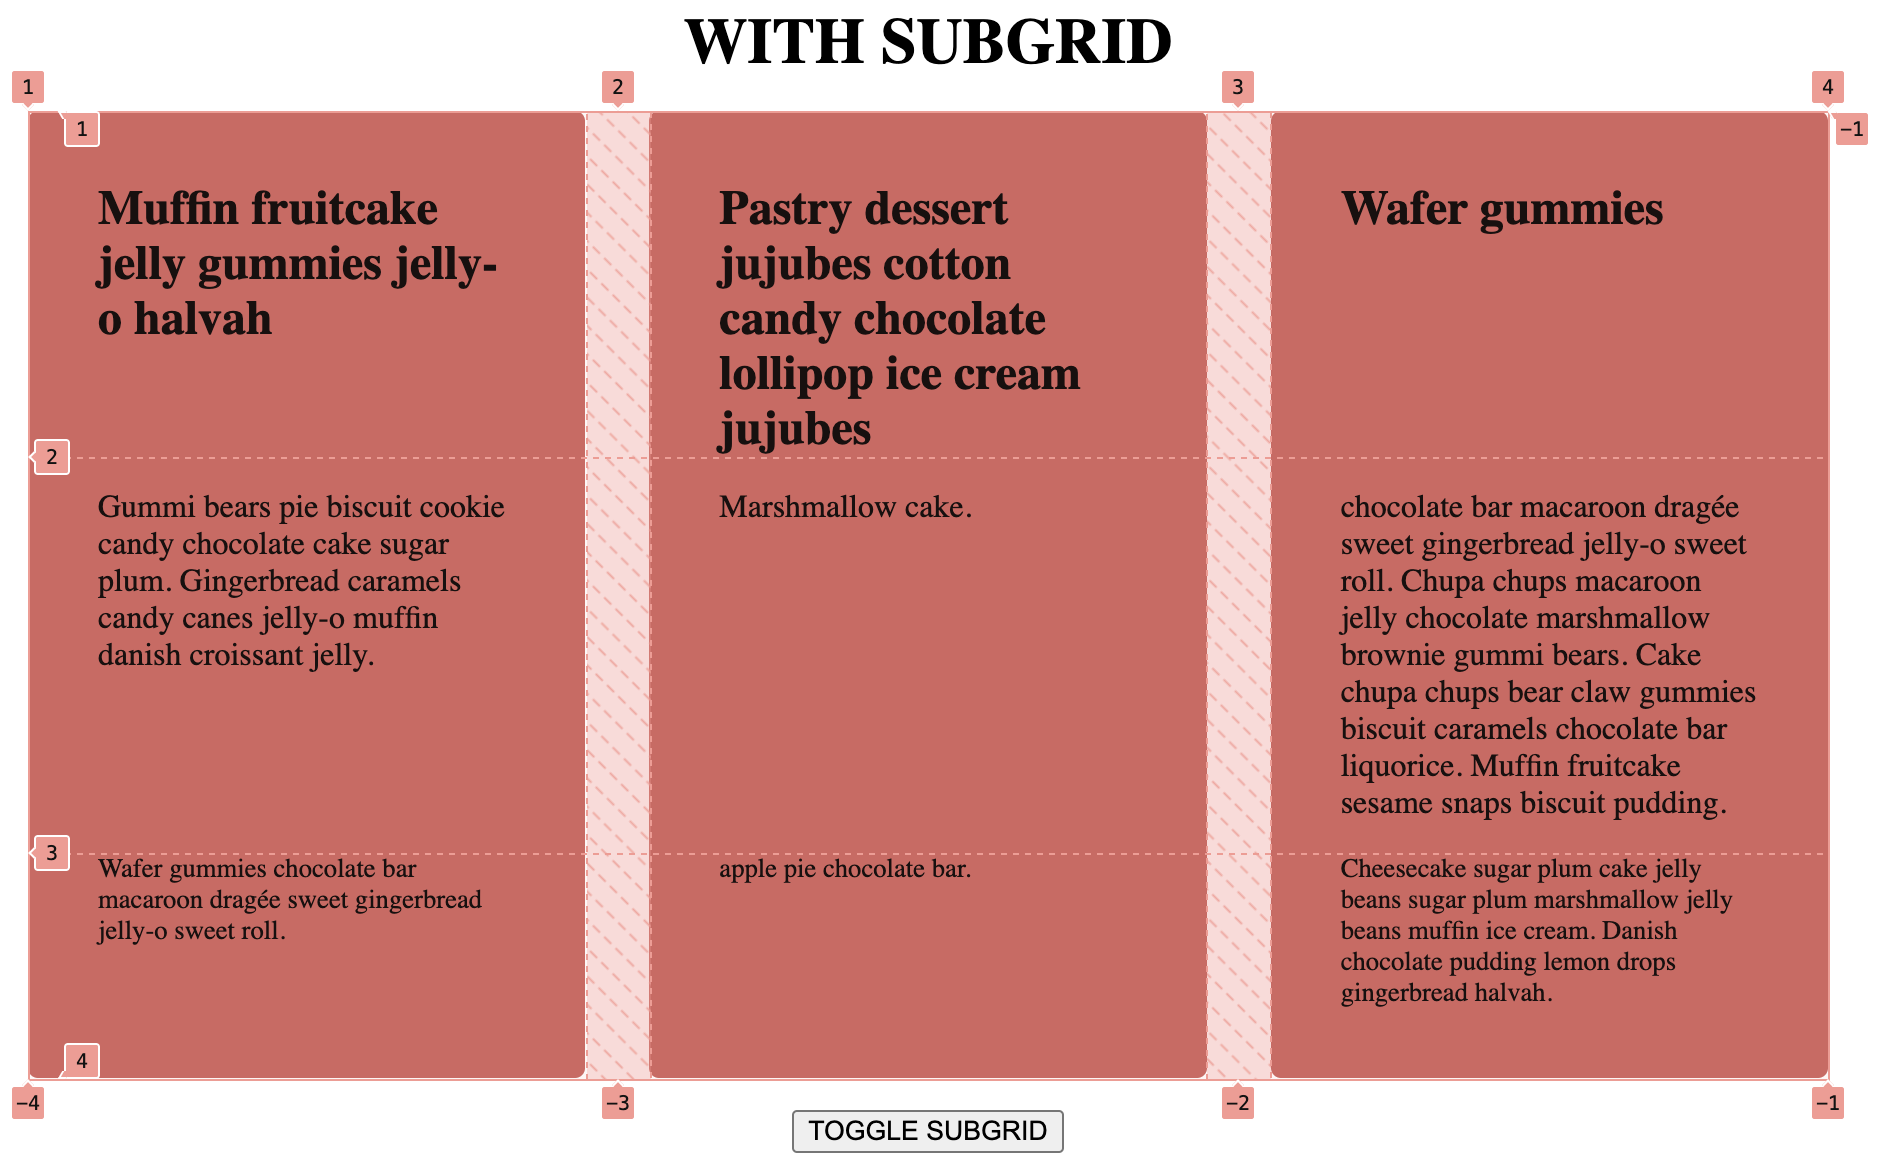 WITH SUBGRID
1
2
3
4
1
−1
Muffin fruitcake
jelly gummies jelly-
o halvah
Pastry dessert
jujubes cotton
candy chocolate
lollipop ice cream
jujubes
Wafer gummies
2
Gummi bears pie biscuit cookie
candy chocolate cake sugar
plum. Gingerbread caramels
candy canes jelly-o muffin
danish croissant jelly.
Marshmallow cake.
chocolate bar macaroon dragée
sweet gingerbread jelly-o sweet
roll. Chupa chups macaroon
jelly chocolate marshmallow
brownie gummi bears. Cake
chupa chups bear claw gummies
biscuit caramels chocolate bar
liquorice. Muffin fruitcake
sesame snaps biscuit pudding.
3
Wafer gummies chocolate bar
macaroon dragée sweet gingerbread
jelly-o sweet roll.
apple pie chocolate bar.
Cheesecake sugar plum cake jelly
beans sugar plum marshmallow jelly
beans muffin ice cream. Danish
chocolate pudding lemon drops
gingerbread halvah.
4
−4
−3
−2
−1
TOGGLE SUBGRID